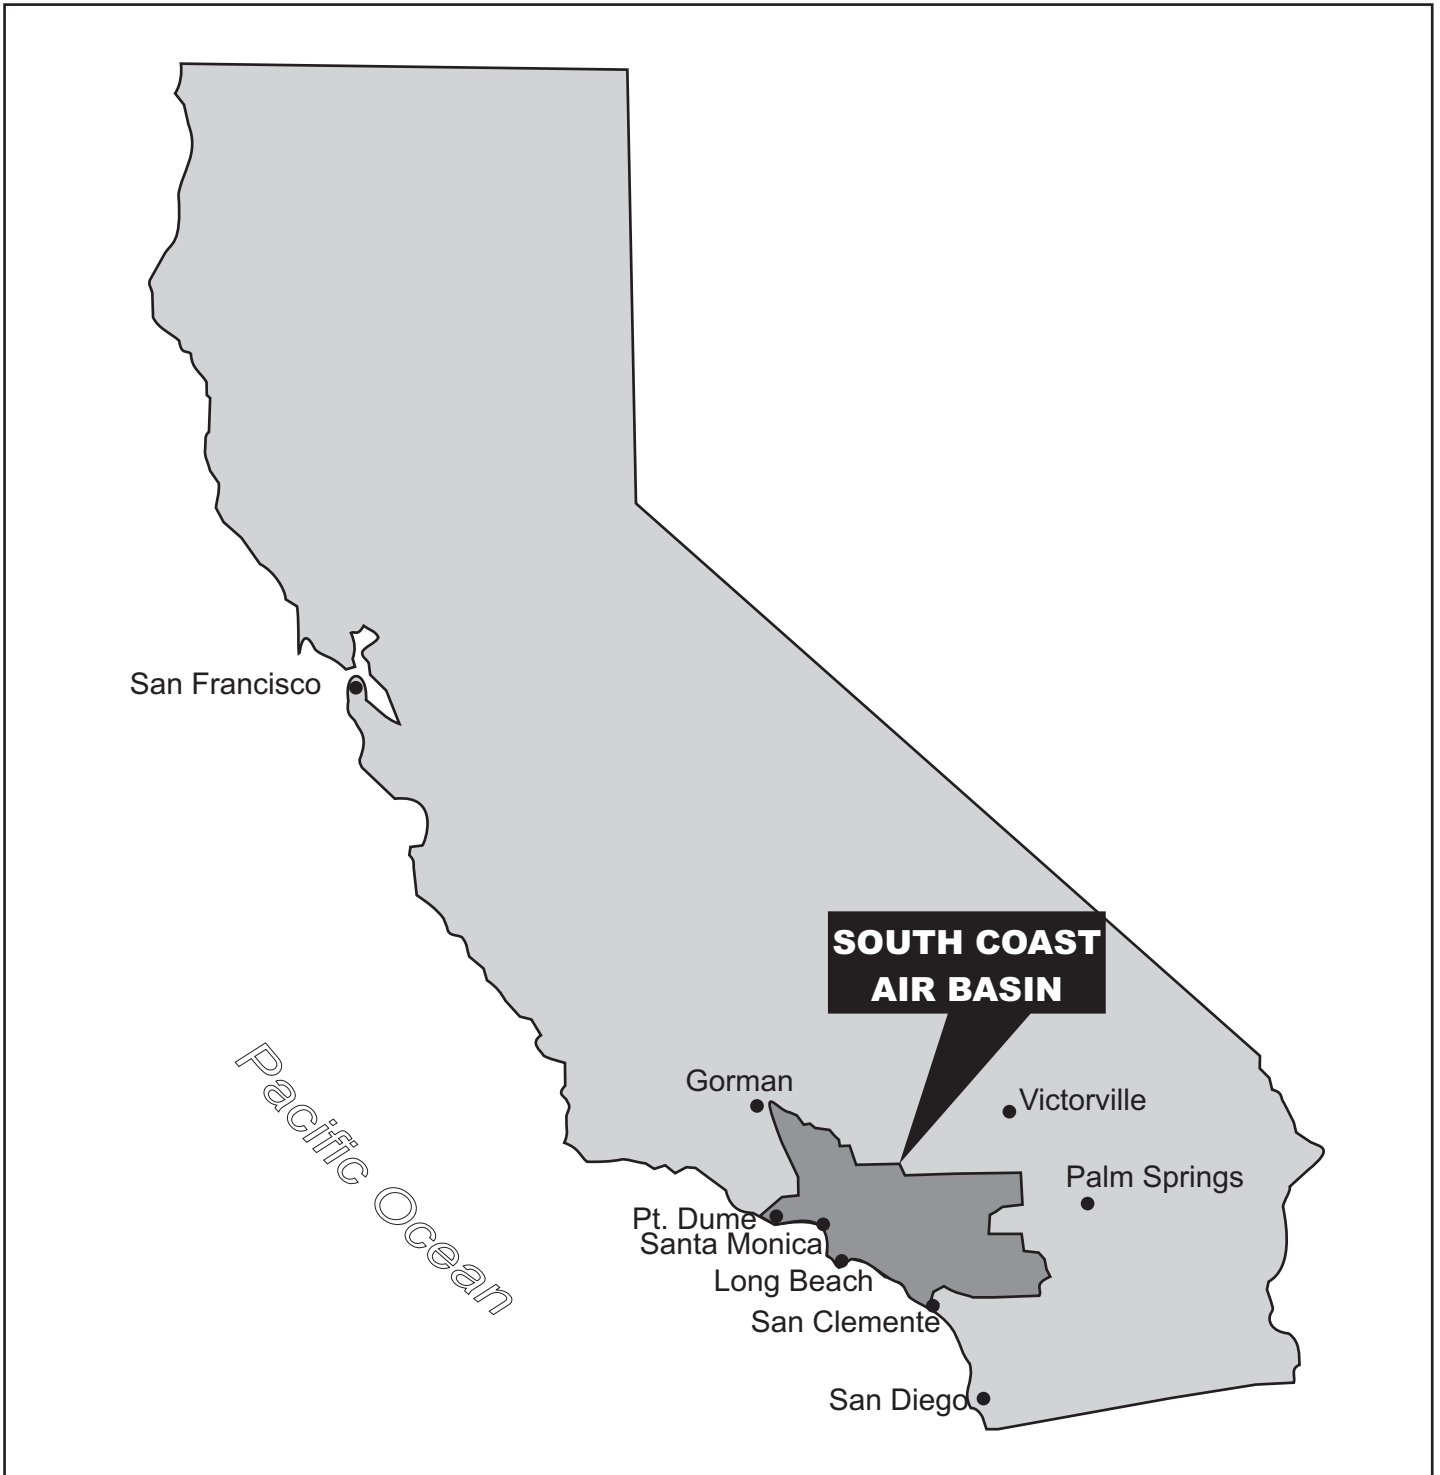 San Francisco
SOUTH COAST
AIR BASIN
Pacific Ocean
Gorman
Victorville
Palm Springs
Pt. Dume
Santa Monica
Long Beach
San Clemente
San Diego